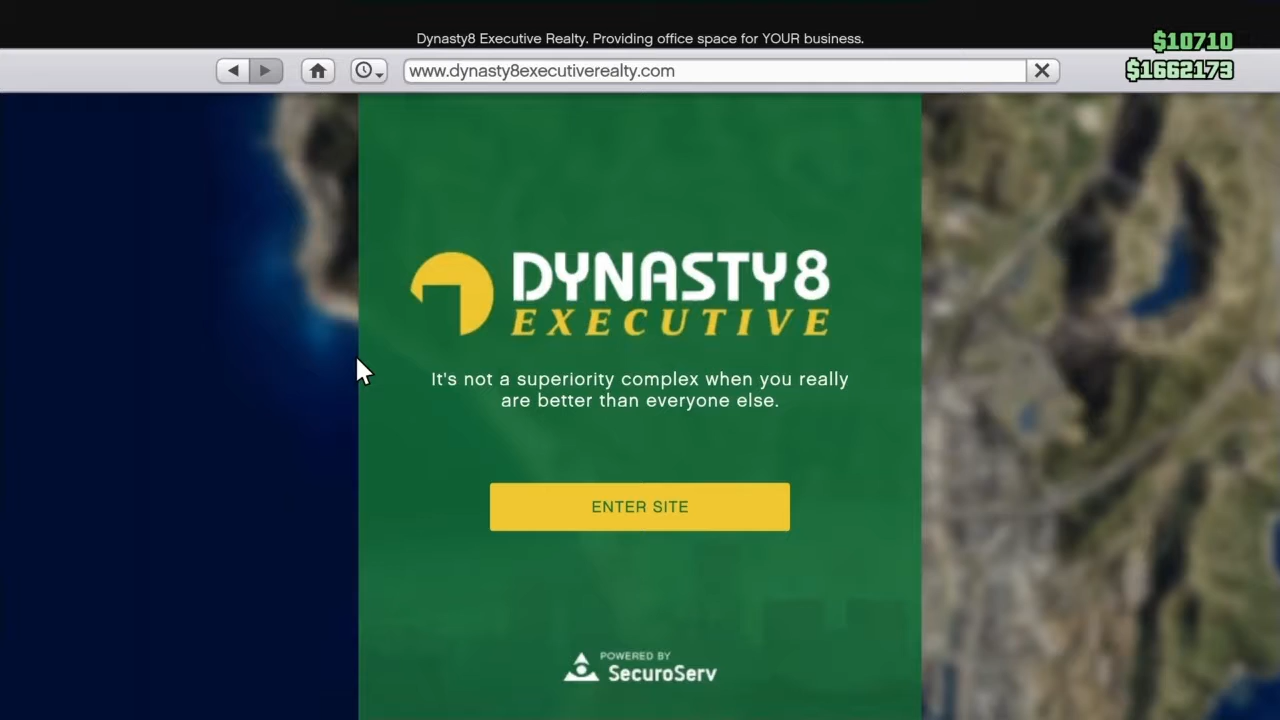 Dynasty8 Executive Realty. Providing office space for YOUR business.
$10710
www.dynasty8executiverealty.com
$1662173
DYNASTY8
EXECUTIVE
It's not a superiority complex when you really
are better than everyone else.
ENTER SITE
POWERED BY
SecuroServ